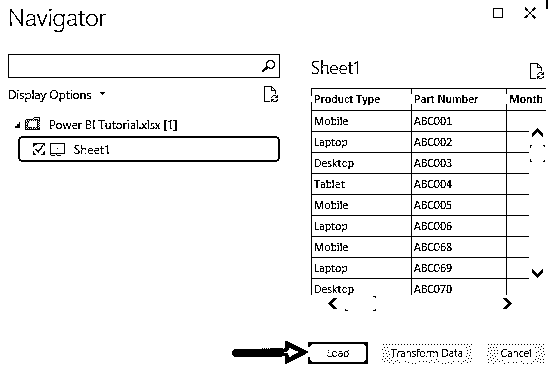 Navigator
Sheet1
Display Options
Power BI Tutorial.xlsx [1]
Sheet1
Product Type Part Number Month
Mobile ABC001
Laptop ABC002
Desktop ABC003
Tablet ABC004
Mobile ABC005
Laptop ABC006
Mobile ABC068
Laptop ABC069
Desktop ABC070
Load Transform Data Cancel